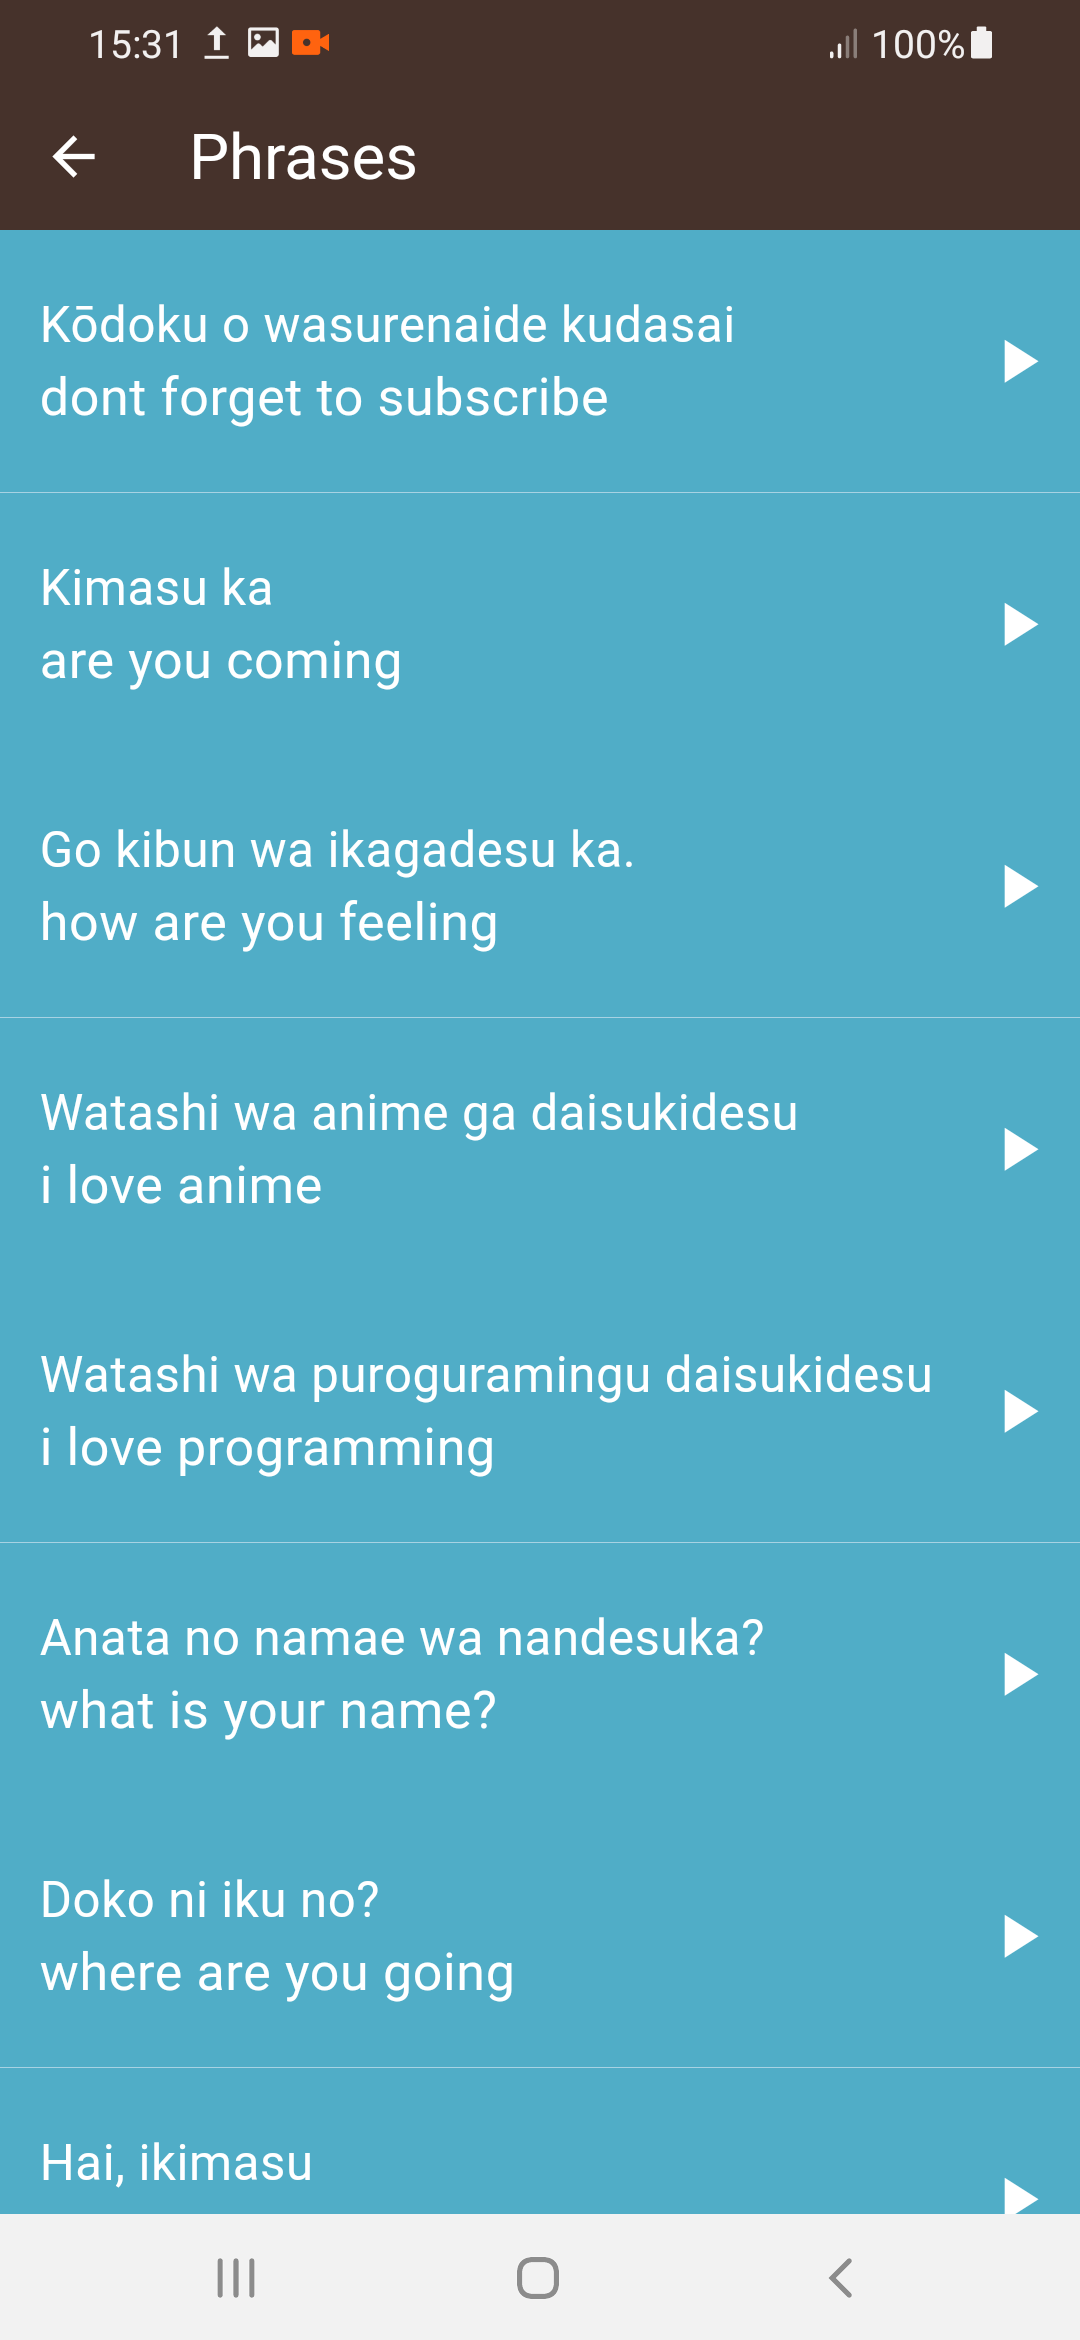 15:31 100%
Phrases
Kōdoku o wasurenaide kudasai
dont forget to subscribe
Kimasu ka
are you coming
Go kibun wa ikagadesu ka.
how are you feeling
Watashi wa anime ga daisukidesu
i love anime
Watashi wa puroguramingu daisukidesu
i love programming
Anata no namae wa nandesuka?
what is your name?
Doko ni iku no?
where are you going
Hai, ikimasu